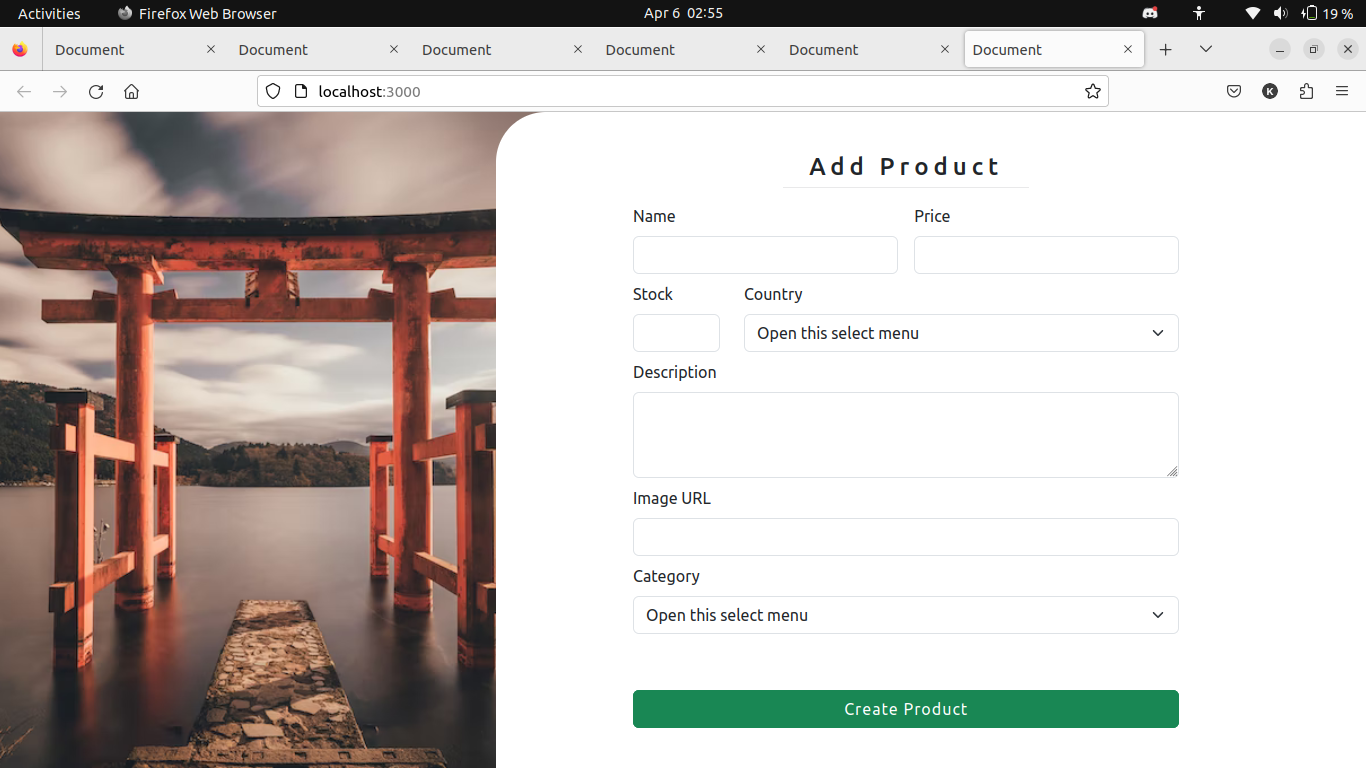 Activities Firefox Web Browser Apr 6 02:55 19 %
Document Document Document Document Document Document
localhost:3000 K
Add Product
Name Price
Stock Country
Open this select menu
Description
Image URL
Category
Open this select menu
Create Product